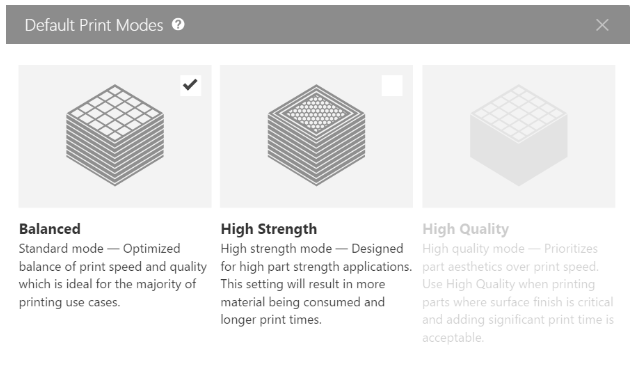 Default Print Modes ?
Balanced
Standard mode — Optimized
balance of print speed and quality
which is ideal for the majority of
printing use cases.
High Strength
High strength mode — Designed
for high part strength applications.
This setting will result in more
material being consumed and
longer print times.
High Quality
High quality mode — Prioritizes
part aesthetics over print speed.
Use High Quality when printing
parts where surface finish is critical
and adding significant print time is
acceptable.